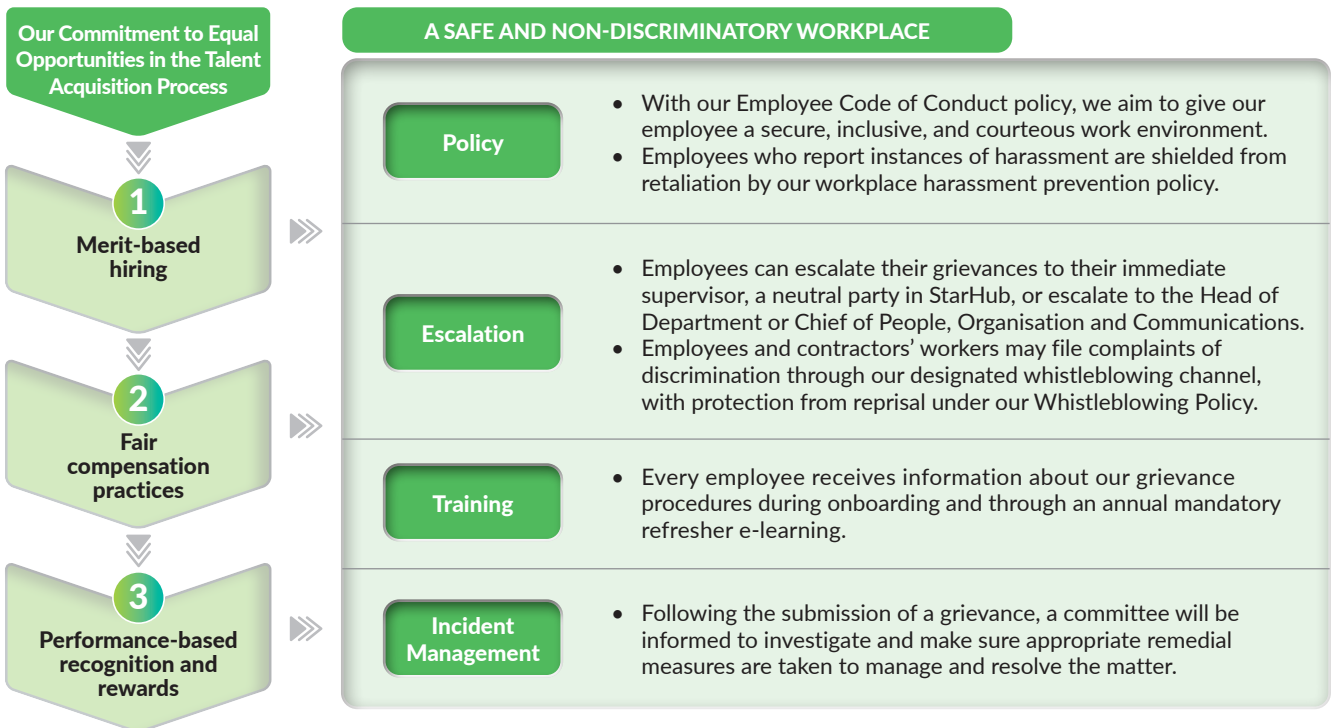 Our Commitment to Equal
Opportunities in the Talent
Acquisition Process
1
Merit-based
hiring
2
Fair
compensation
practices
3
Performance-based
recognition and
rewards
A SAFE AND NON-DISCRIMINATORY WORKPLACE
Policy
• With our Employee Code of Conduct policy, we aim to give our
employee a secure, inclusive, and courteous work environment.
• Employees who report instances of harassment are shielded from
retaliation by our workplace harassment prevention policy.
Escalation
• Employees can escalate their grievances to their immediate
supervisor, a neutral party in StarHub, or escalate to the Head of
Department or Chief of People, Organisation and Communications.
• Employees and contractors’ workers may file complaints of
discrimination through our designated whistleblowing channel,
with protection from reprisal under our Whistleblowing Policy.
Training
• Every employee receives information about our grievance
procedures during onboarding and through an annual mandatory
refresher e-learning.
Incident
Management
• Following the submission of a grievance, a committee will be
informed to investigate and make sure appropriate remedial
measures are taken to manage and resolve the matter.